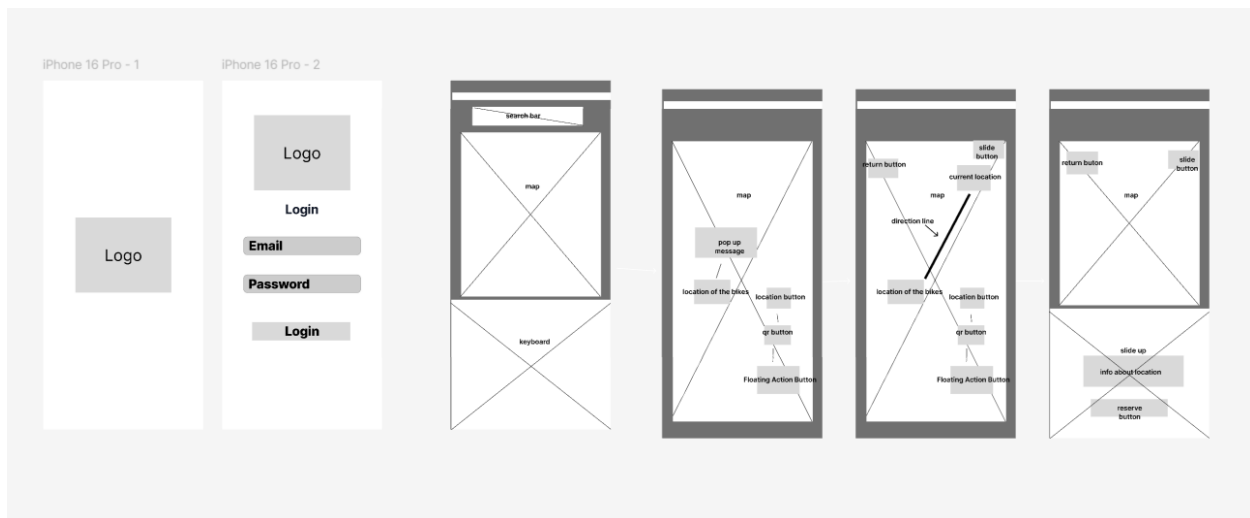 iPhone 16 Pro - 1
Logo
iPhone 16 Pro - 2
Logo
Login
Email
Password
Login
search bar
map
keyboard
map
pop up
message
location of the bikes
location button
qr button
Floating Action Button
slide
button
return button
current location
map
direction line
location of the bikes
location button
qr button
Floating Action Button
return buton
slide
button
map
slide up
info about location
reserve
button